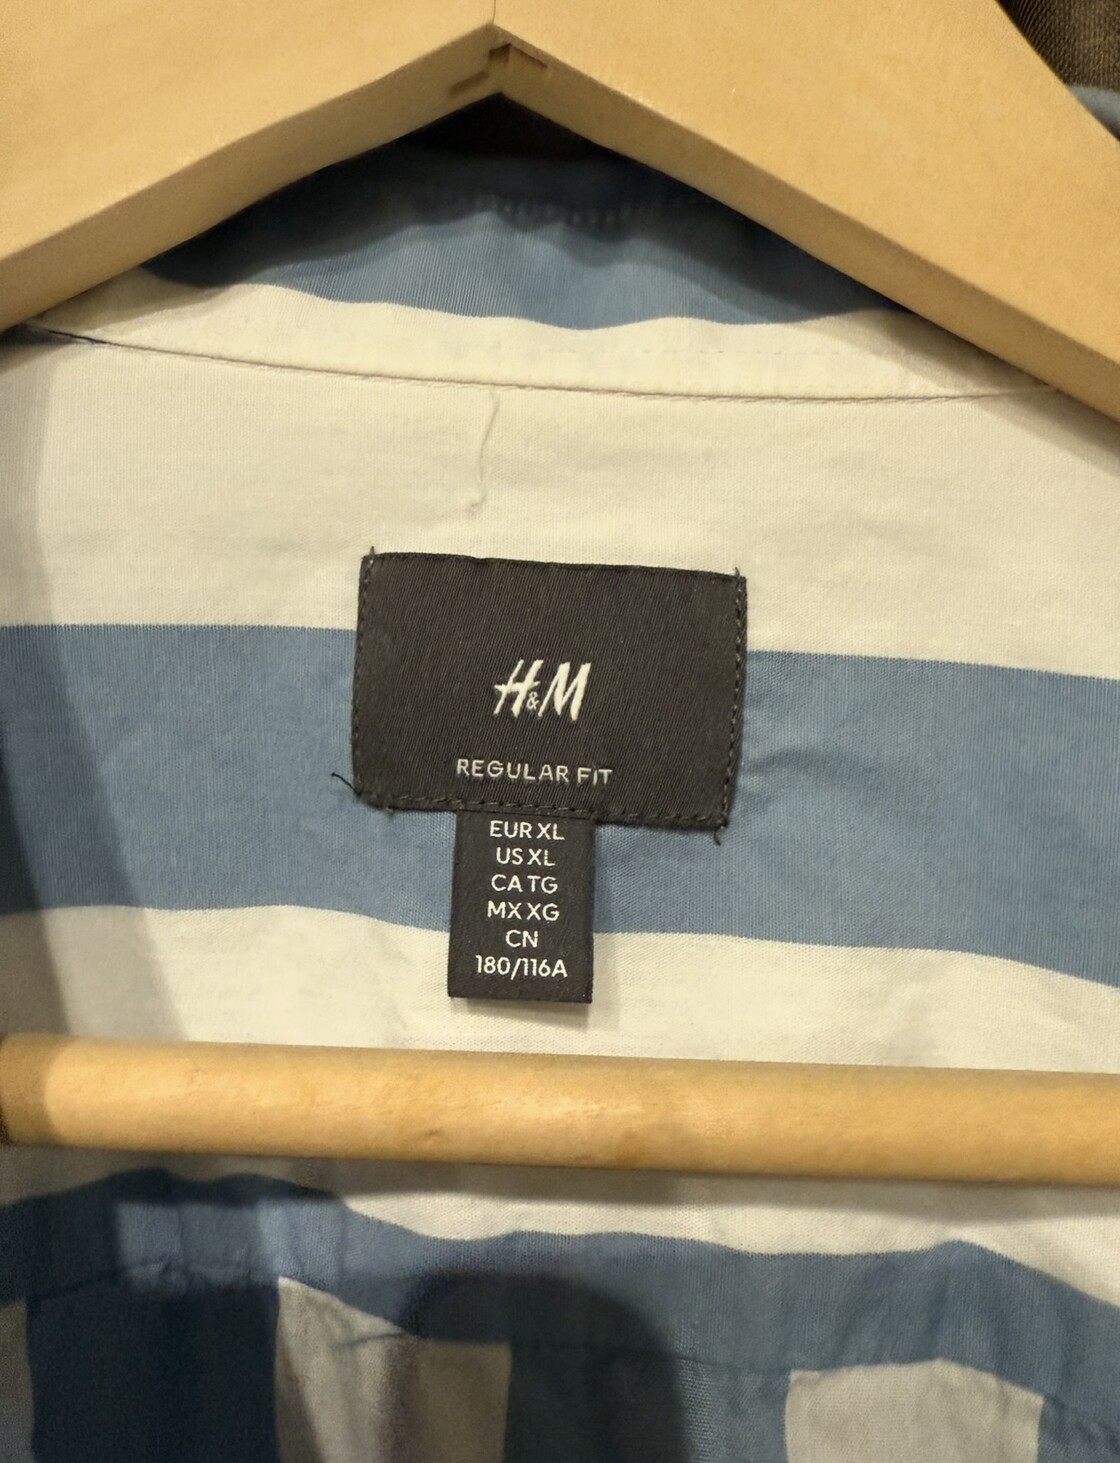 H&M
REGULAR FIT
EUR XL
US XL
CA TG
MX XG
CN
180/116A